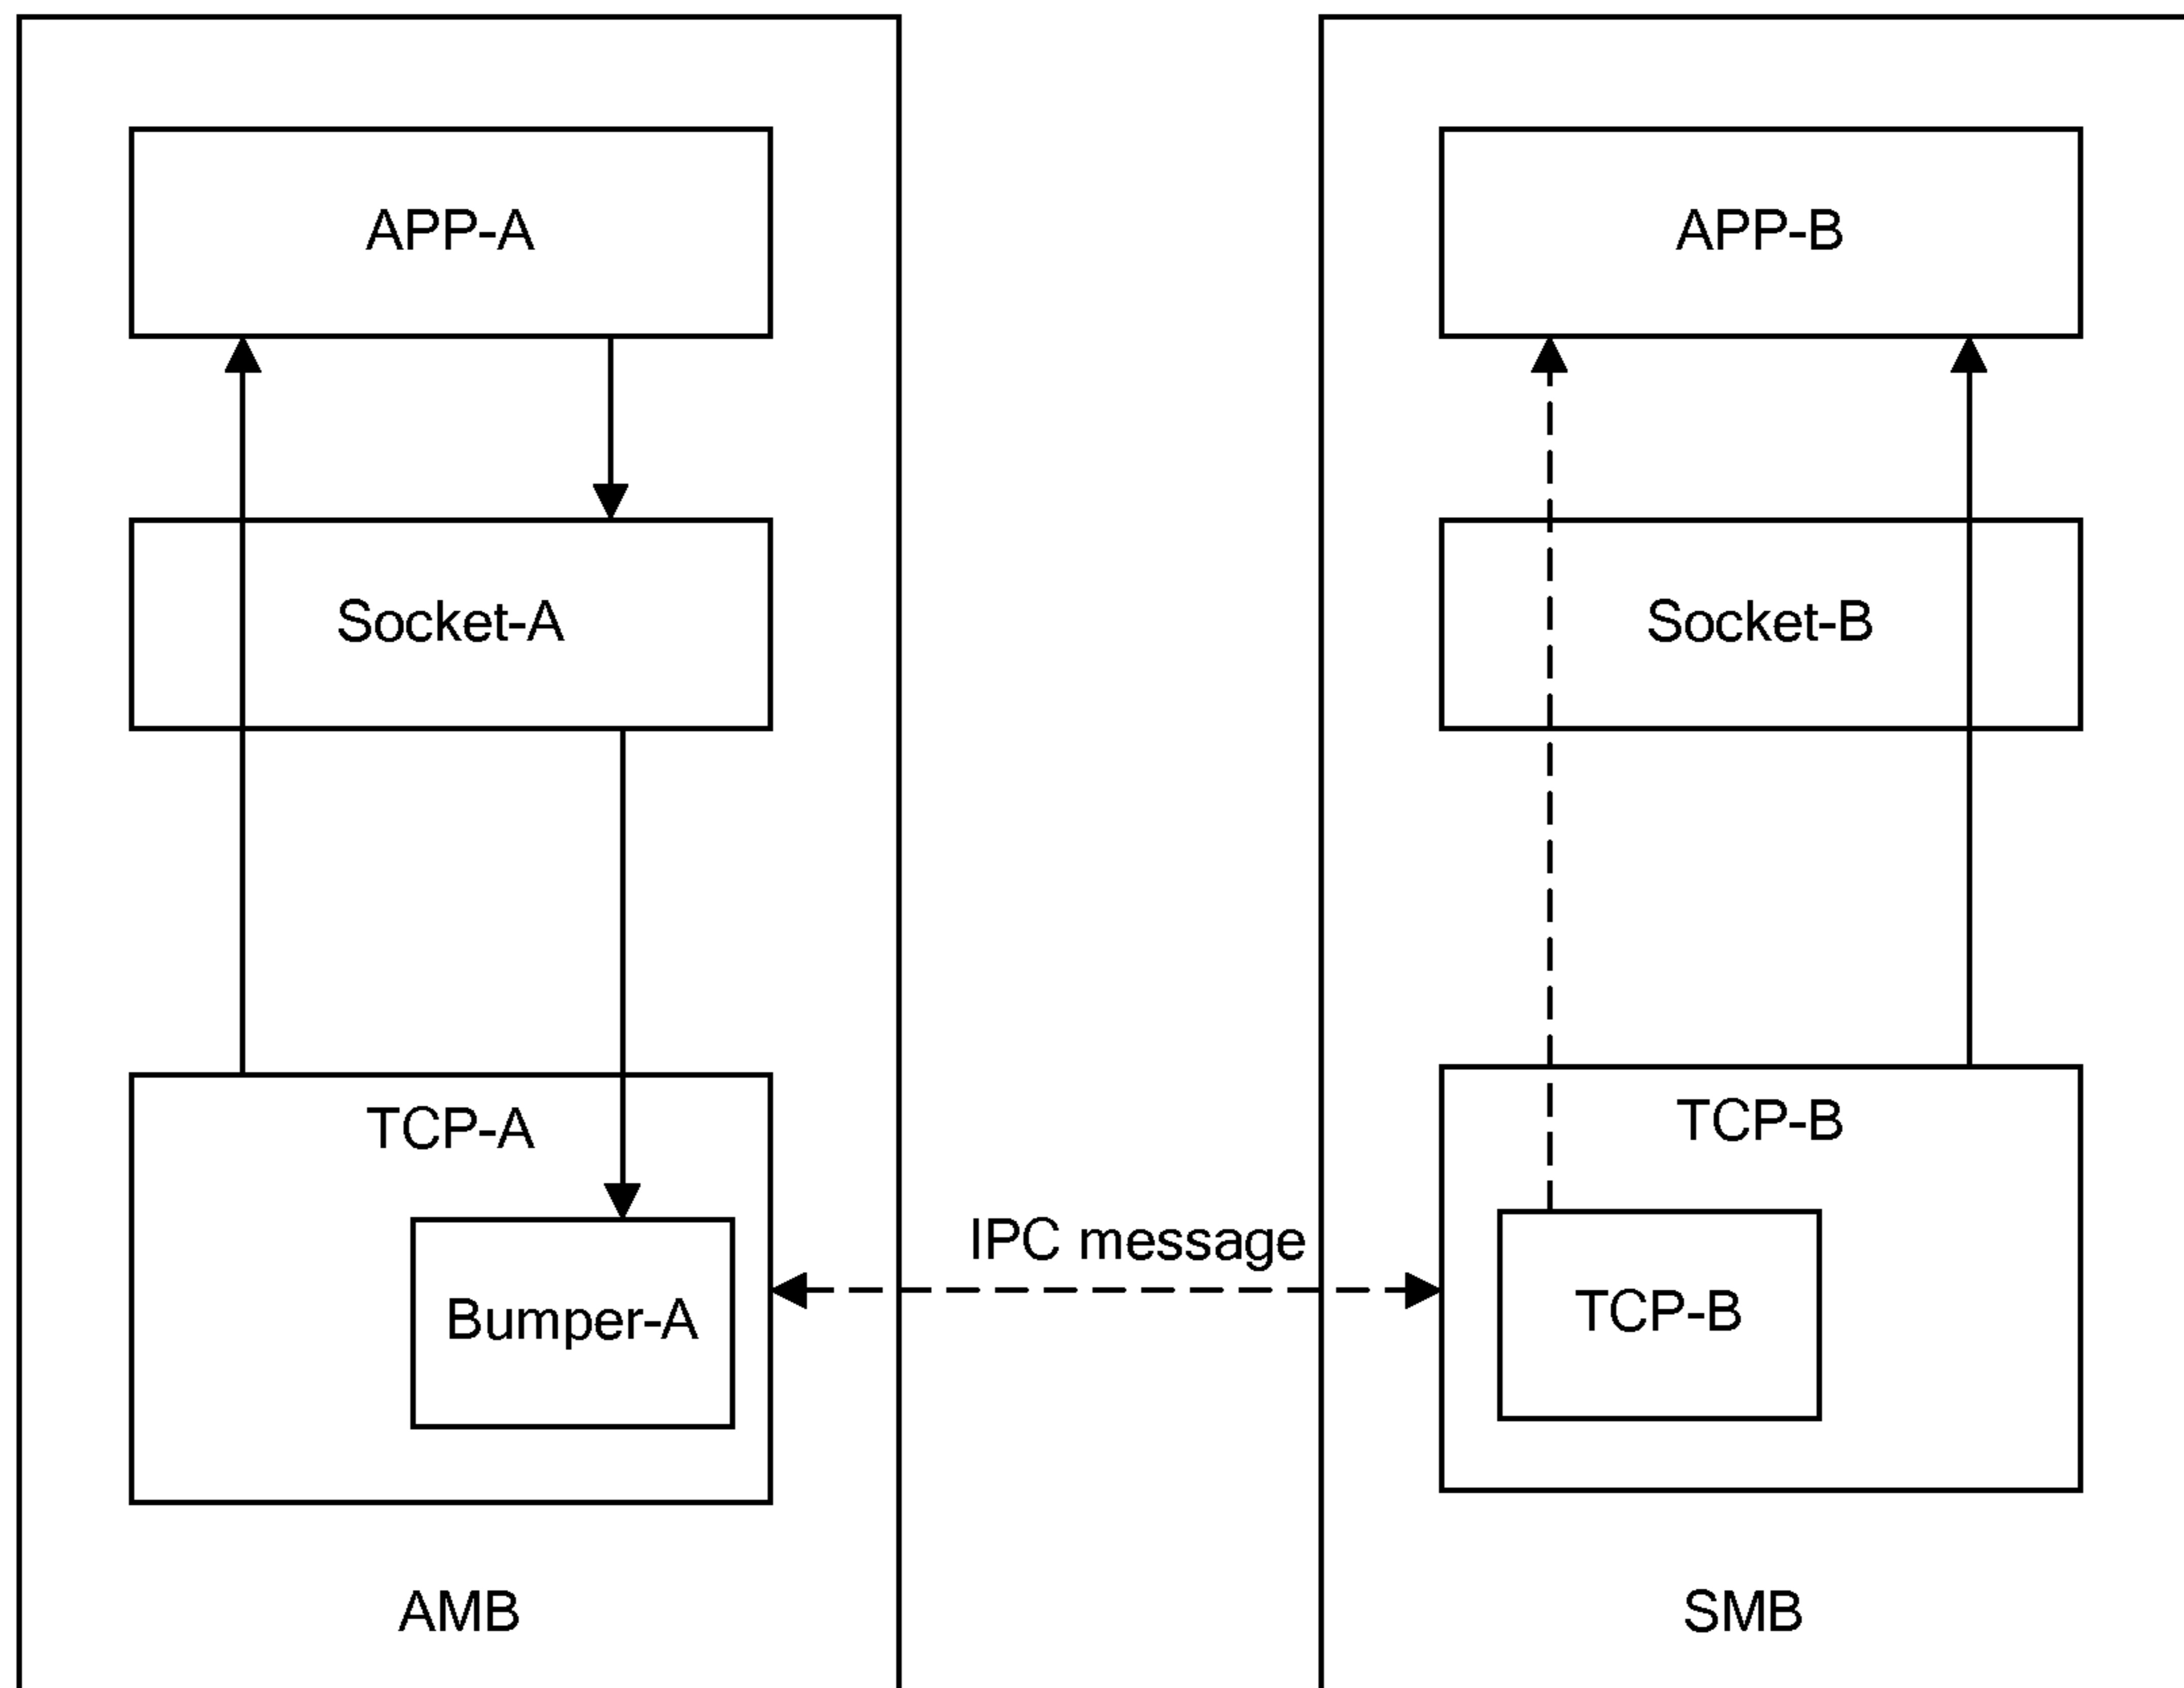 APP-A
Socket-A
TCP-A
Bumper-A
AMB
IPC message
APP-B
Socket-B
TCP-B
TCP-B
SMB